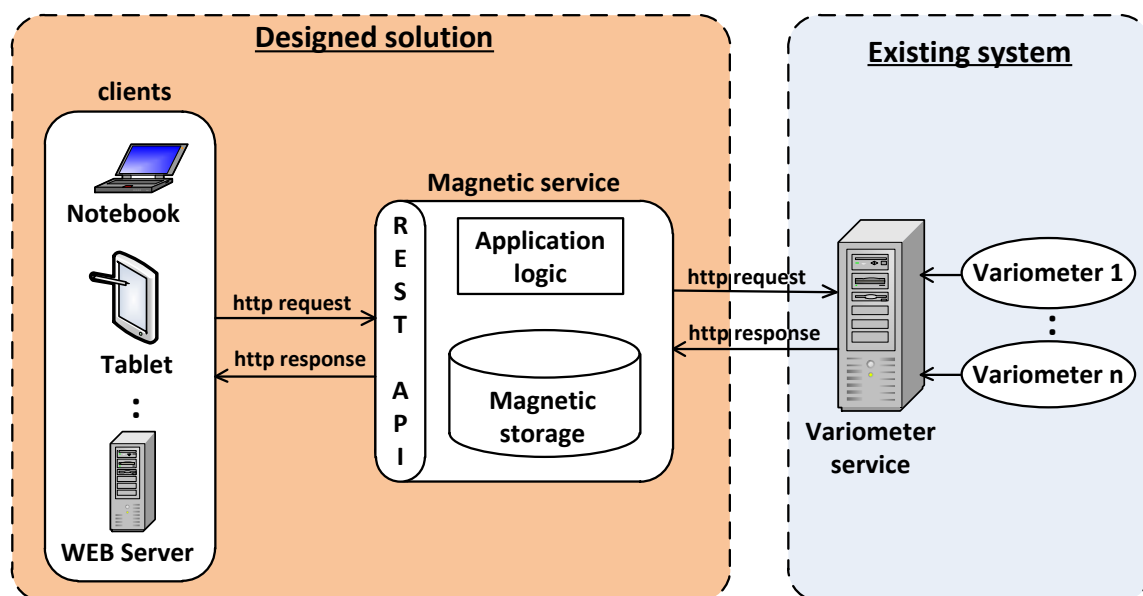 Designed solution
clients
Notebook
Tablet
:
WEB Server
http request
http response
Magnetic service
R
E
S
T
A
P
I
Application
logic
Magnetic
storage
http request
http response
Existing system
Variometer
service
Variometer 1
:
Variometer n